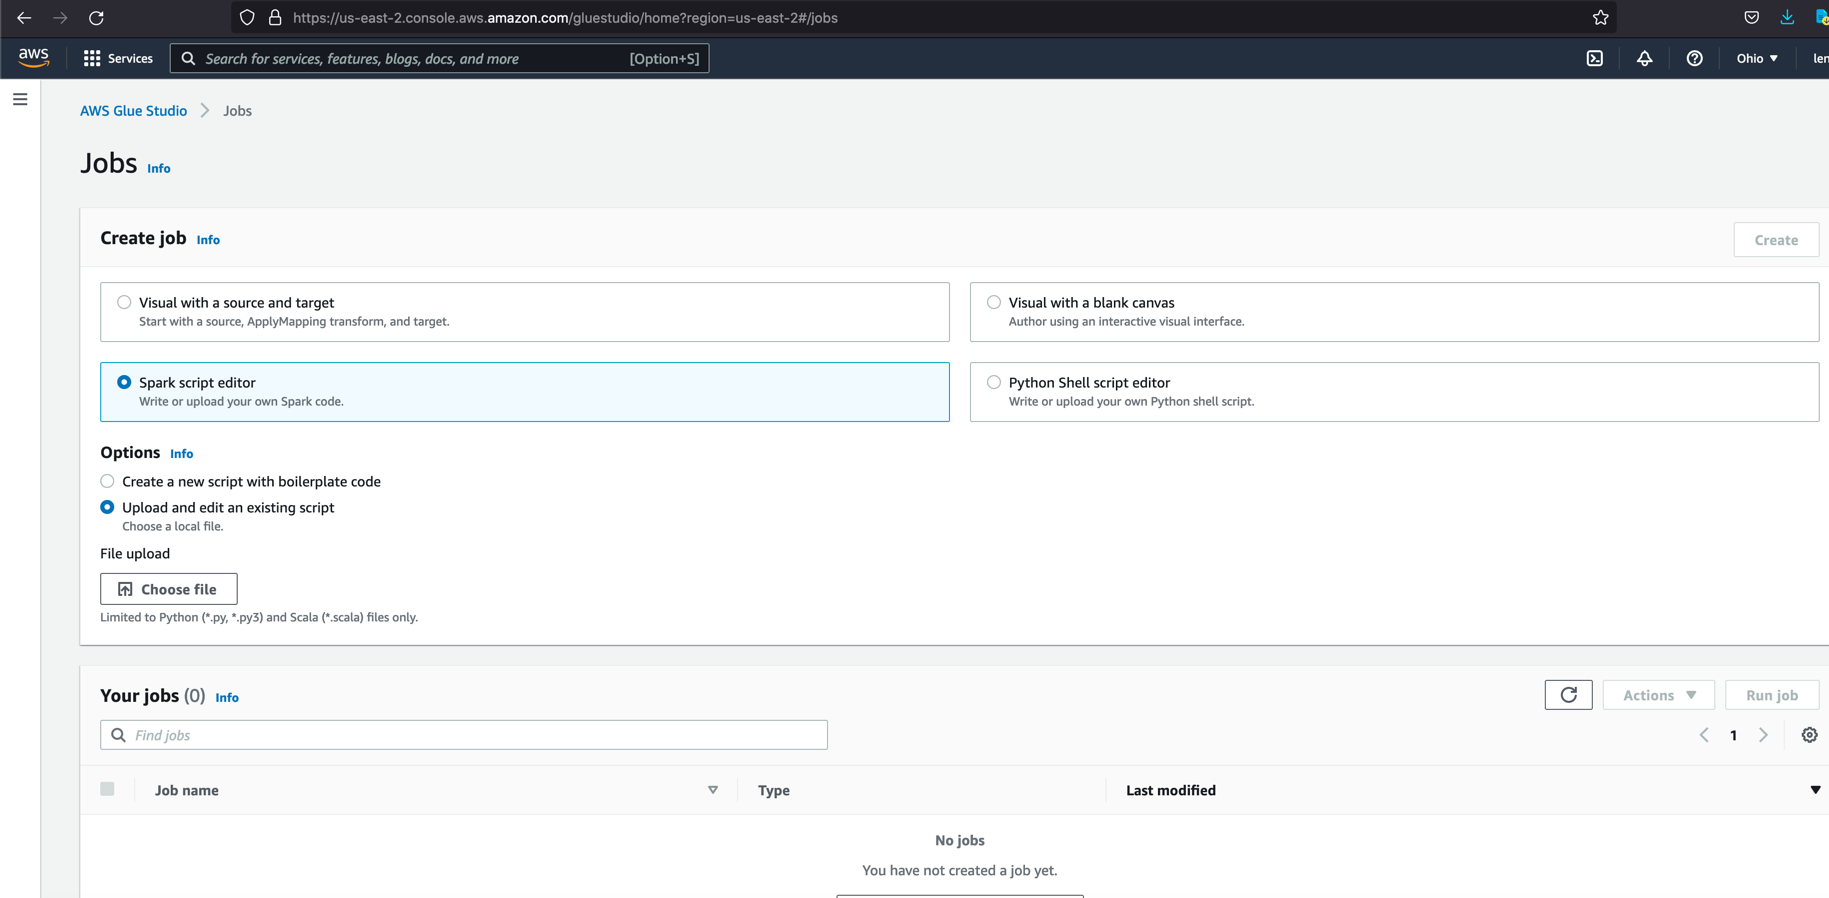 https://us-east-2.console.aws.amazon.com/gluestudio/home?region=us-east-2#/jobs
aws Services Search for services, features, blogs, docs, and more [Option+S] Ohio ▼ len
AWS Glue Studio > Jobs
Jobs Info
Create job Info Create
Visual with a source and target
Start with a source, ApplyMapping transform, and target.
Visual with a blank canvas
Author using an interactive visual interface.
Spark script editor
Write or upload your own Spark code.
Python Shell script editor
Write or upload your own Python shell script.
Options Info
Create a new script with boilerplate code
Upload and edit an existing script
Choose a local file.
File upload
Choose file
Limited to Python (*.py, *.py3) and Scala (*.scala) files only.
Your jobs (0) Info Actions ▼ Run job
Find jobs 1
Job name Type Last modified
No jobs
You have not created a job yet.